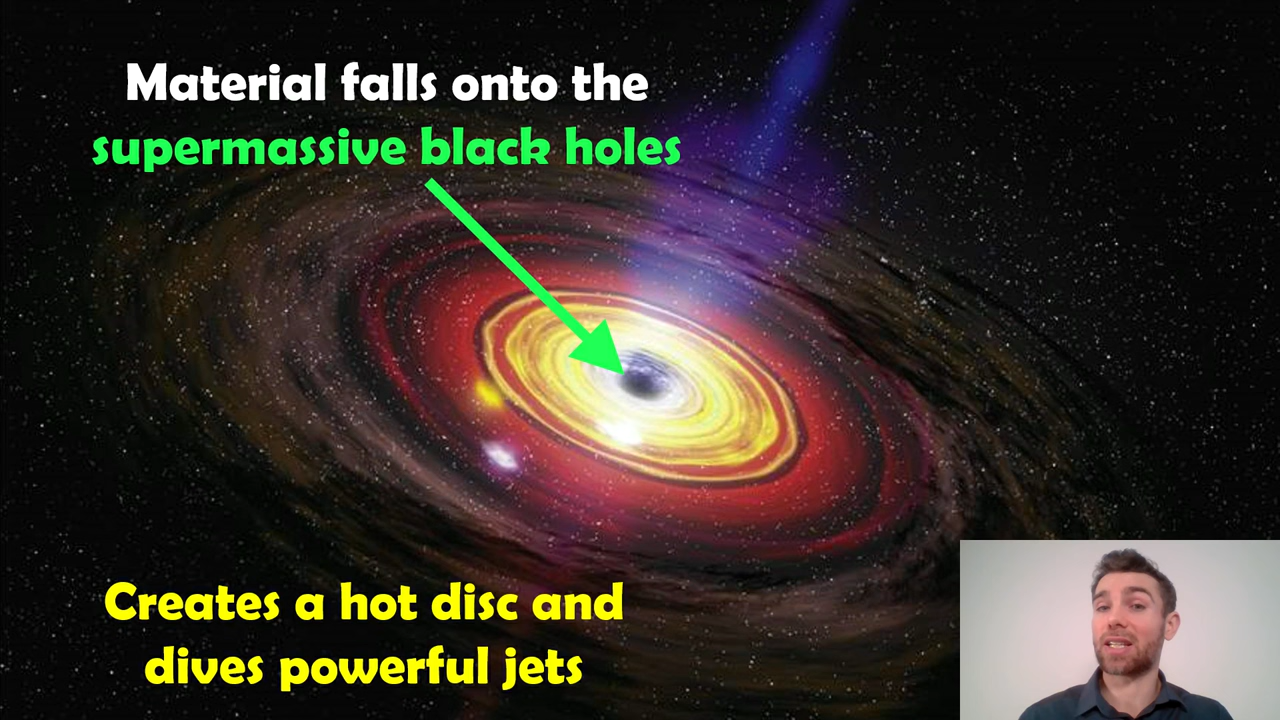 Material falls onto the
supermassive black holes
Creates a hot disc and
dives powerful jets